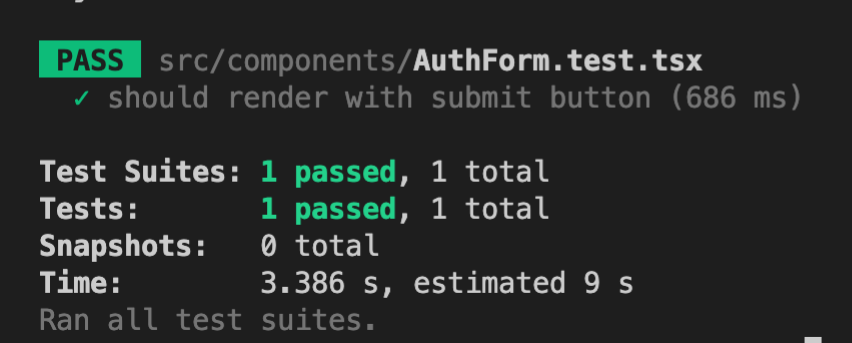 PASS src/components/AuthForm.test.tsx
✓ should render with submit button (686 ms)
Test Suites: 1 passed, 1 total
Tests: 1 passed, 1 total
Snapshots: 0 total
Time: 3.386 s, estimated 9 s
Ran all test suites.